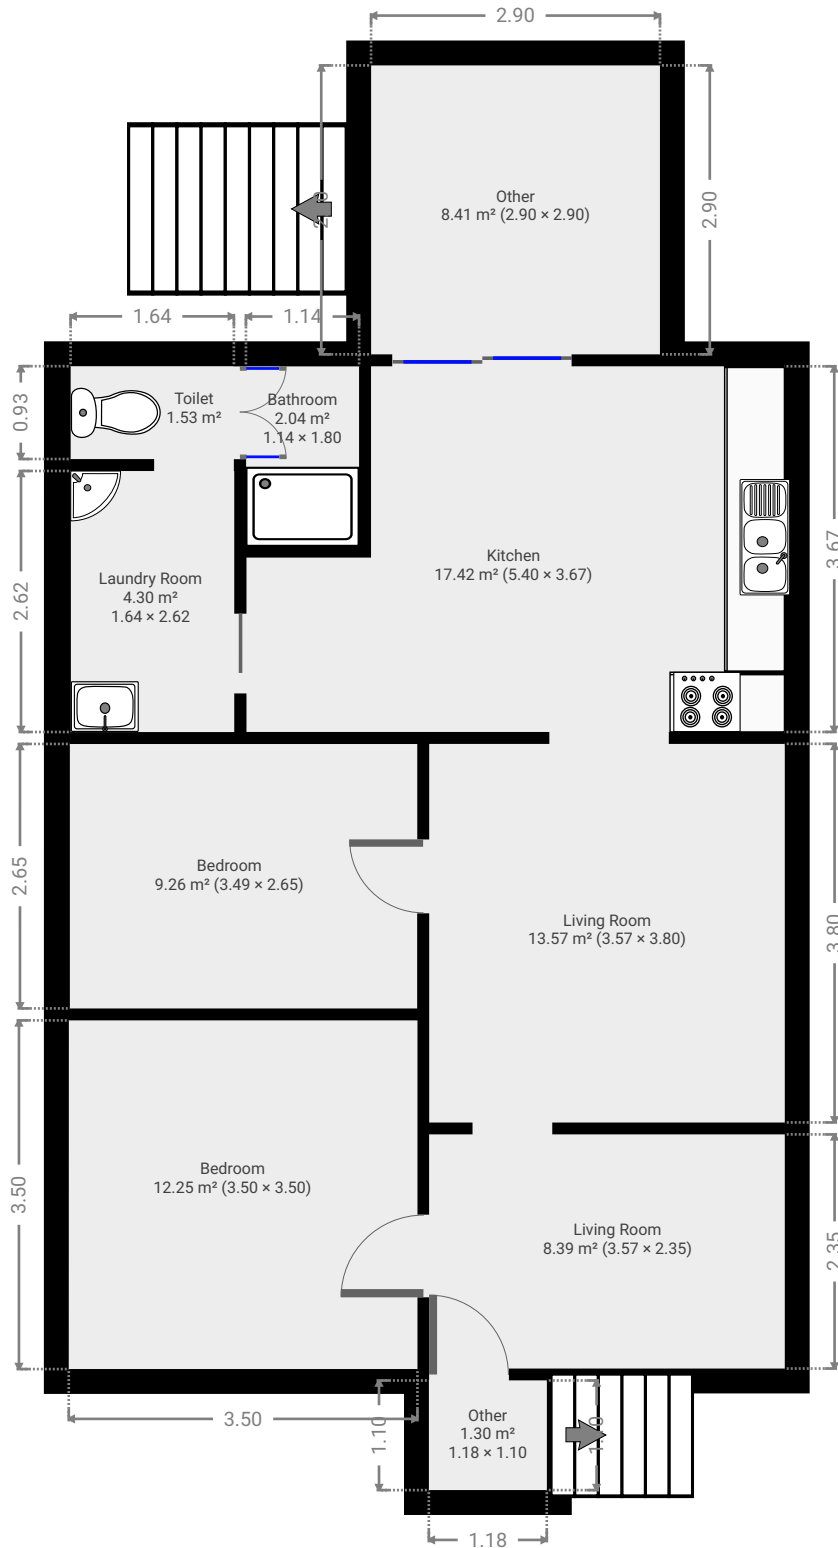 2.90
Other
8.41 m² (2.90 × 2.90)
2.90
1.64
1.14
0.93
Toilet
1.53 m²
Bathroom
2.04 m²
1.14 × 1.80
3.67
Kitchen
17.42 m² (5.40 × 3.67)
2.62
Laundry Room
4.30 m²
1.64 × 2.62
2.65
Bedroom
9.26 m² (3.49 × 2.65)
Living Room
13.57 m² (3.57 × 3.80)
3.80
3.50
Bedroom
12.25 m² (3.50 × 3.50)
Living Room
8.39 m² (3.57 × 2.35)
2.35
3.50
1.10
Other
1.30 m²
1.18 × 1.10
1.10
1.18